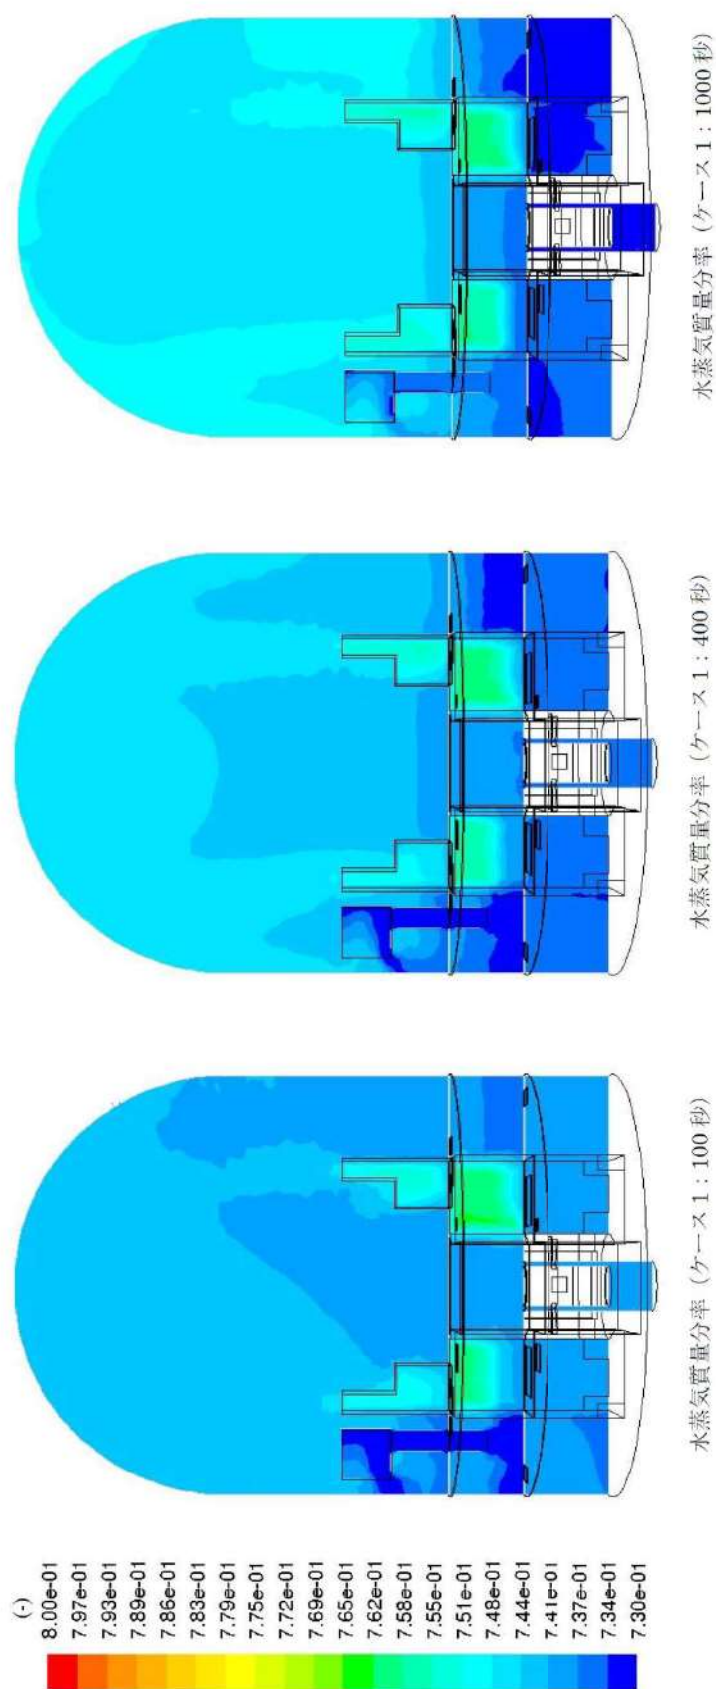 (-)
8.00e-01
7.97e-01
7.93e-01
7.89e-01
7.86e-01
7.83e-01
7.79e-01
7.75e-01
7.72e-01
7.69e-01
7.65e-01
7.62e-01
7.58e-01
7.55e-01
7.51e-01
7.48e-01
7.44e-01
7.41e-01
7.37e-01
7.34e-01
7.30e-01
水蒸気質量分率 (ケース1:100秒)
水蒸気質量分率 (ケース1:400秒)
水蒸気質量分率 (ケース1:1000秒)